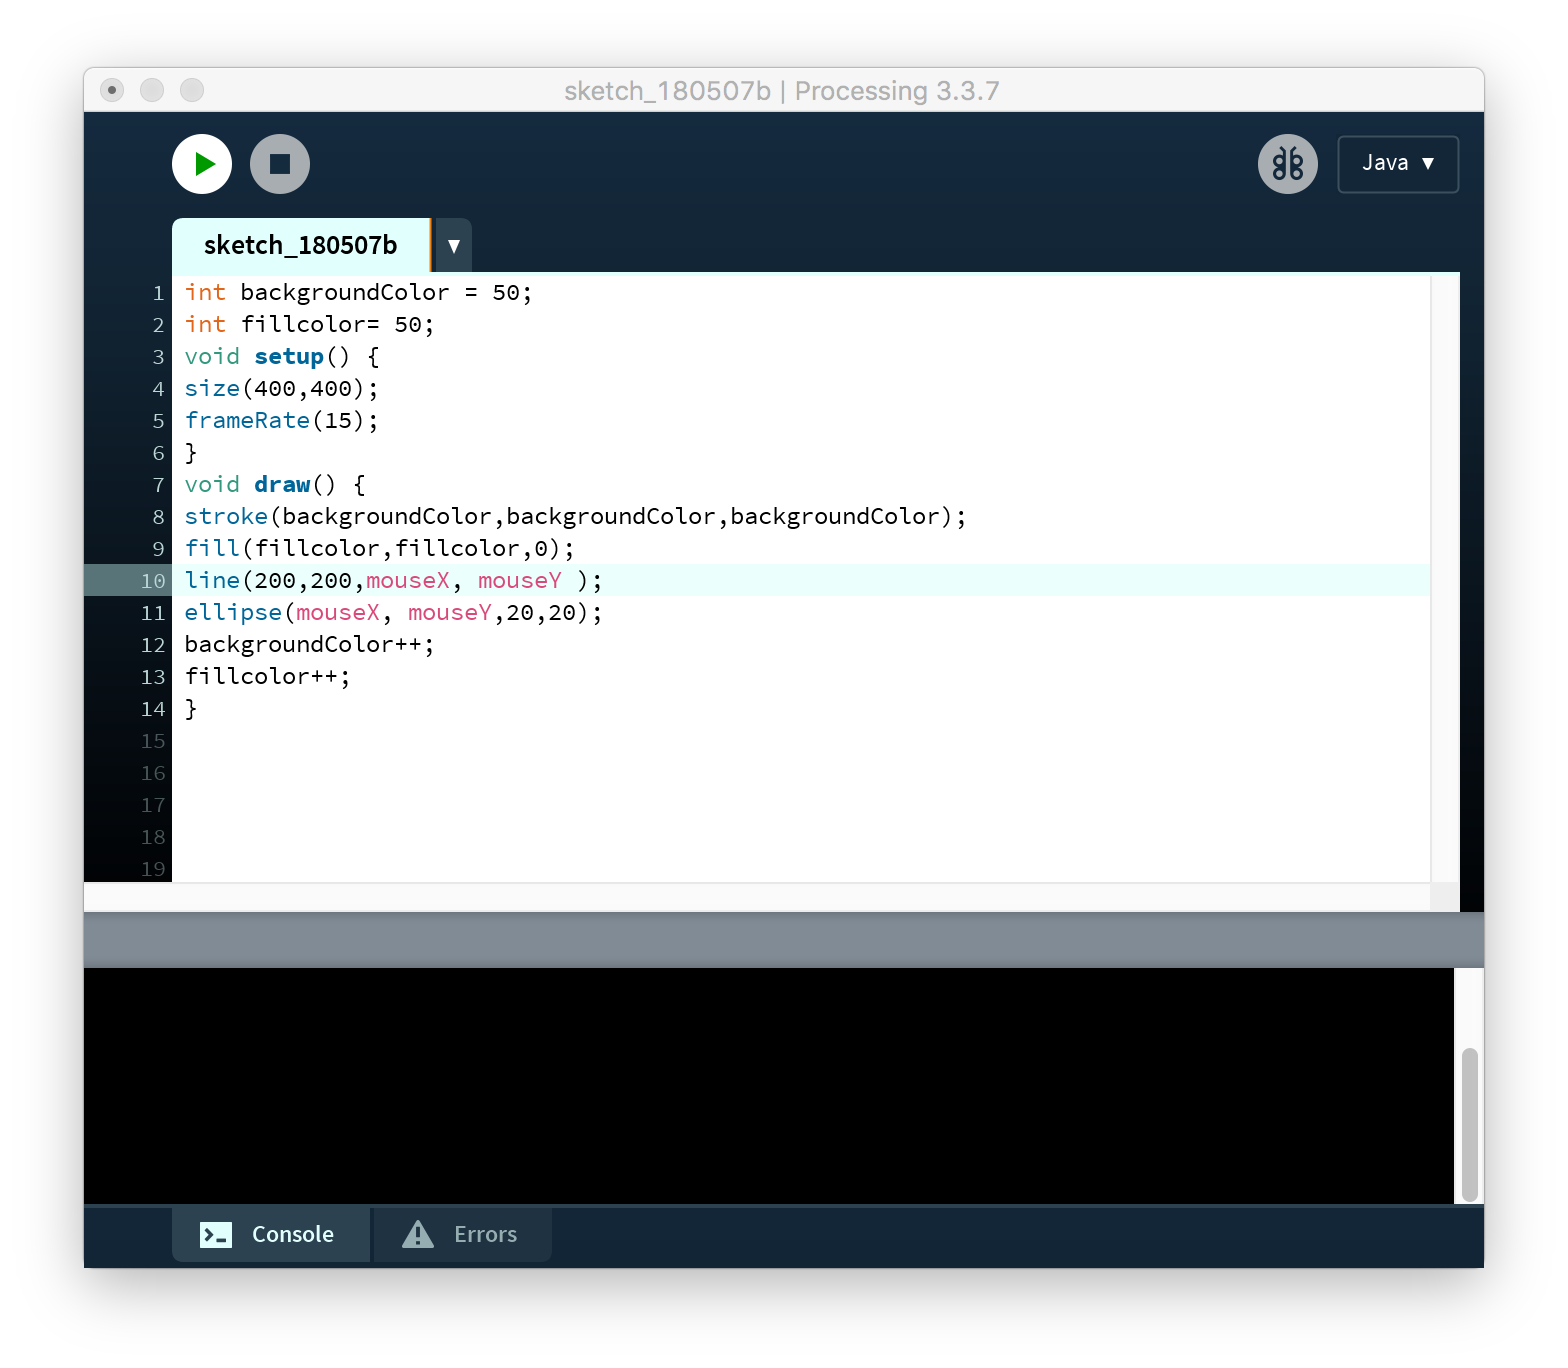 sketch_180507b | Processing 3.3.7
Java ▼
sketch_180507b ▼
1 int backgroundColor = 50;
2 int fillcolor= 50;
3 void setup() {
4 size(400,400);
5 frameRate(15);
6 }
7 void draw() {
8 stroke(backgroundColor,backgroundColor,backgroundColor);
9 fill(fillcolor,fillcolor,0);
10 line(200,200,mouseX, mouseY );
11 ellipse(mouseX, mouseY,20,20);
12 backgroundColor++;
13 fillcolor++;
14 }
15
16
17
18
19
Console Errors